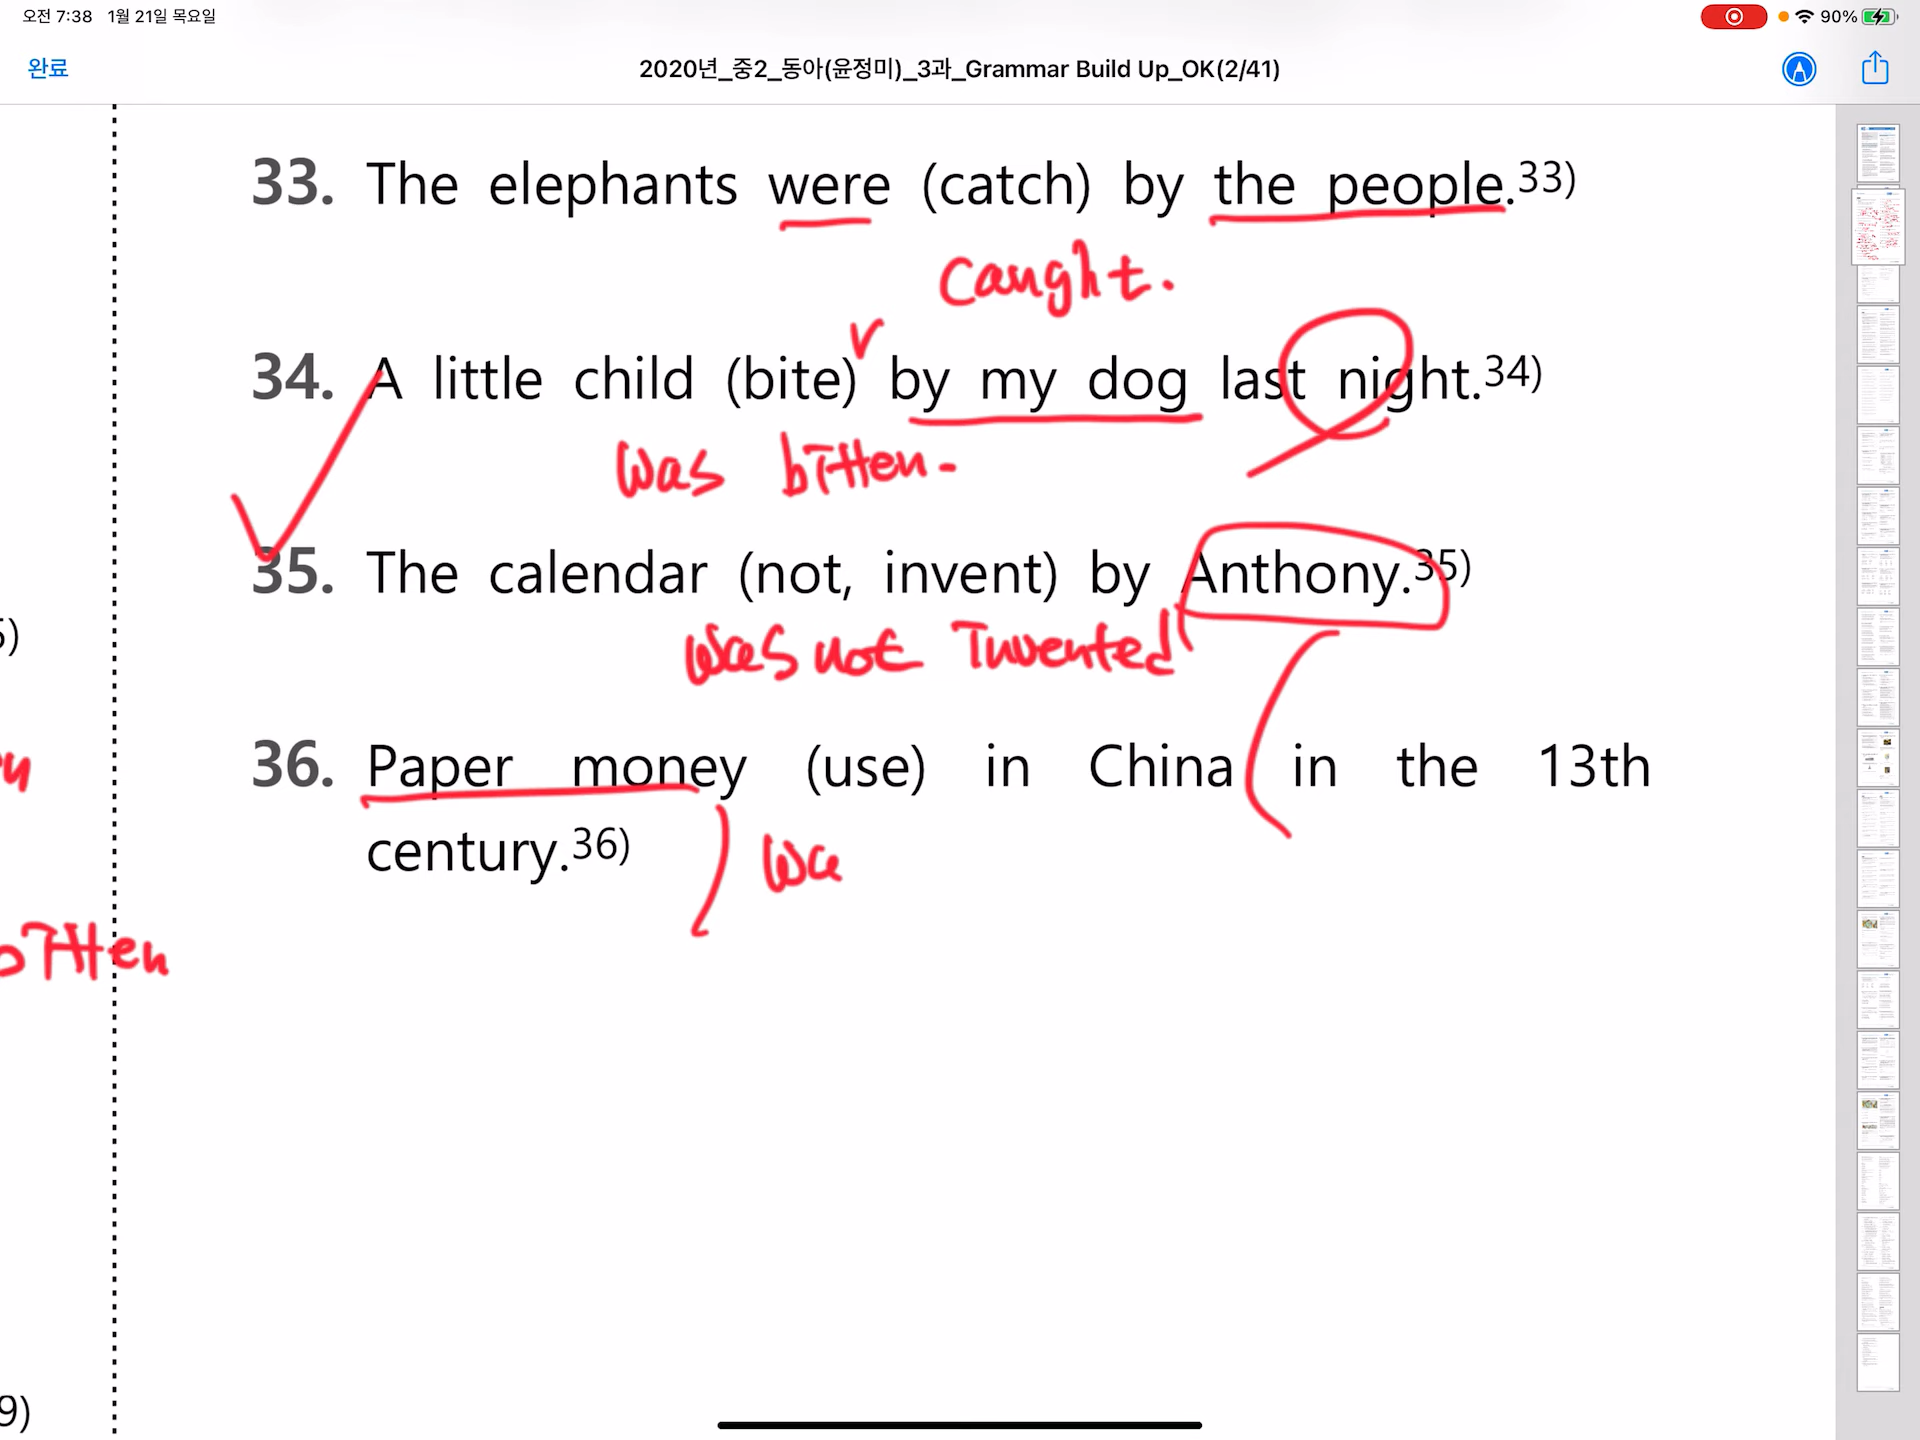 오전 7:38 1월 21일 목요일
90%
완료
2020년_중2_동아(윤정미)_3과_Grammar Build Up_OK(2/41)
33. The elephants were (catch) by the people.33)
caught.
34. A little child (bite) by my dog last night.34)
was bitten.
35. The calendar (not, invent) by Anthony.35)
was not invented
36. Paper money (use) in China in the 13th
century.36)
wa
9)